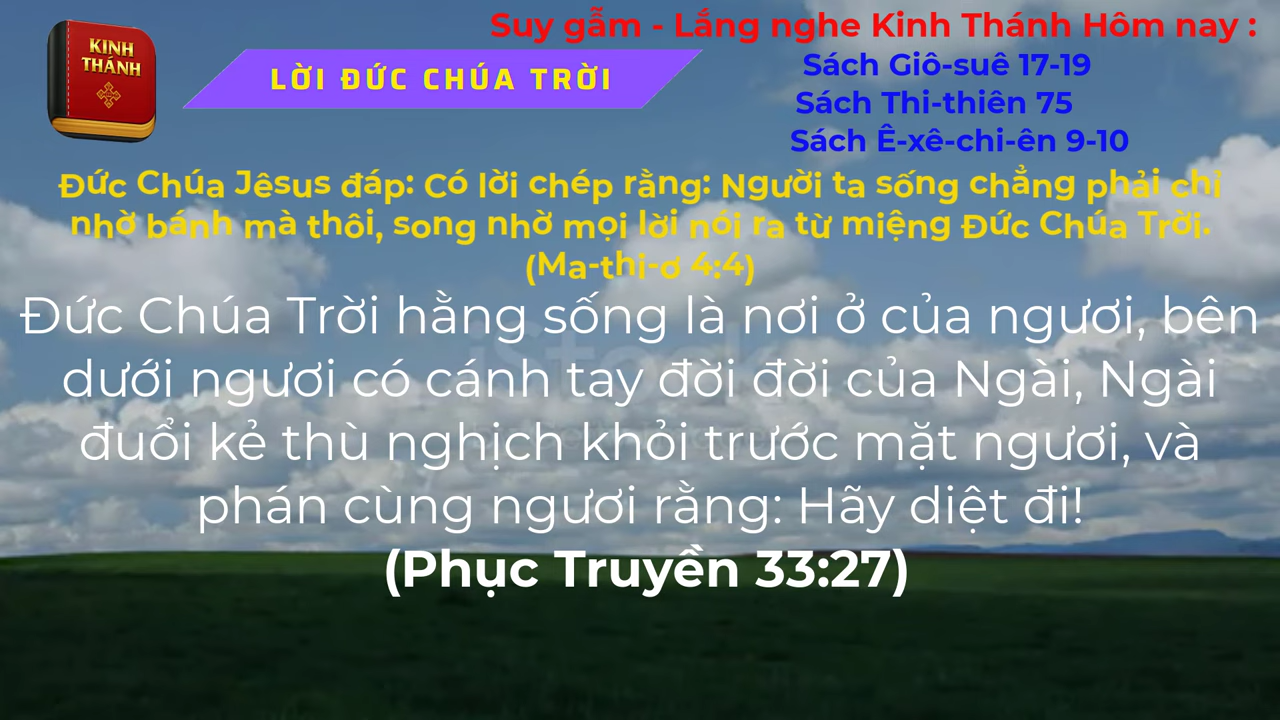 Suy gẫm - Lắng nghe Kinh Thánh Hôm nay :
KINH
THÁNH
LỜI ĐỨC CHÚA TRỜI
Sách Giô-suê 17-19
Sách Thi-thiên 75
Sách Ê-xê-chi-ên 9-10
Đức Chúa Jêsus đáp: Có lời chép rằng: Người ta sống chẳng phải chỉ
nhờ bánh mà thôi, song nhờ mọi lời nói ra từ miệng Đức Chúa Trời.
(Ma-thi-ơ 4:4)
Đức Chúa Trời hằng sống là nơi ở của ngươi, bên
dưới ngươi có cánh tay đời đời của Ngài, Ngài
đuổi kẻ thù nghịch khỏi trước mặt ngươi, và
phán cùng ngươi rằng: Hãy diệt đi!
(Phục Truyền 33:27)